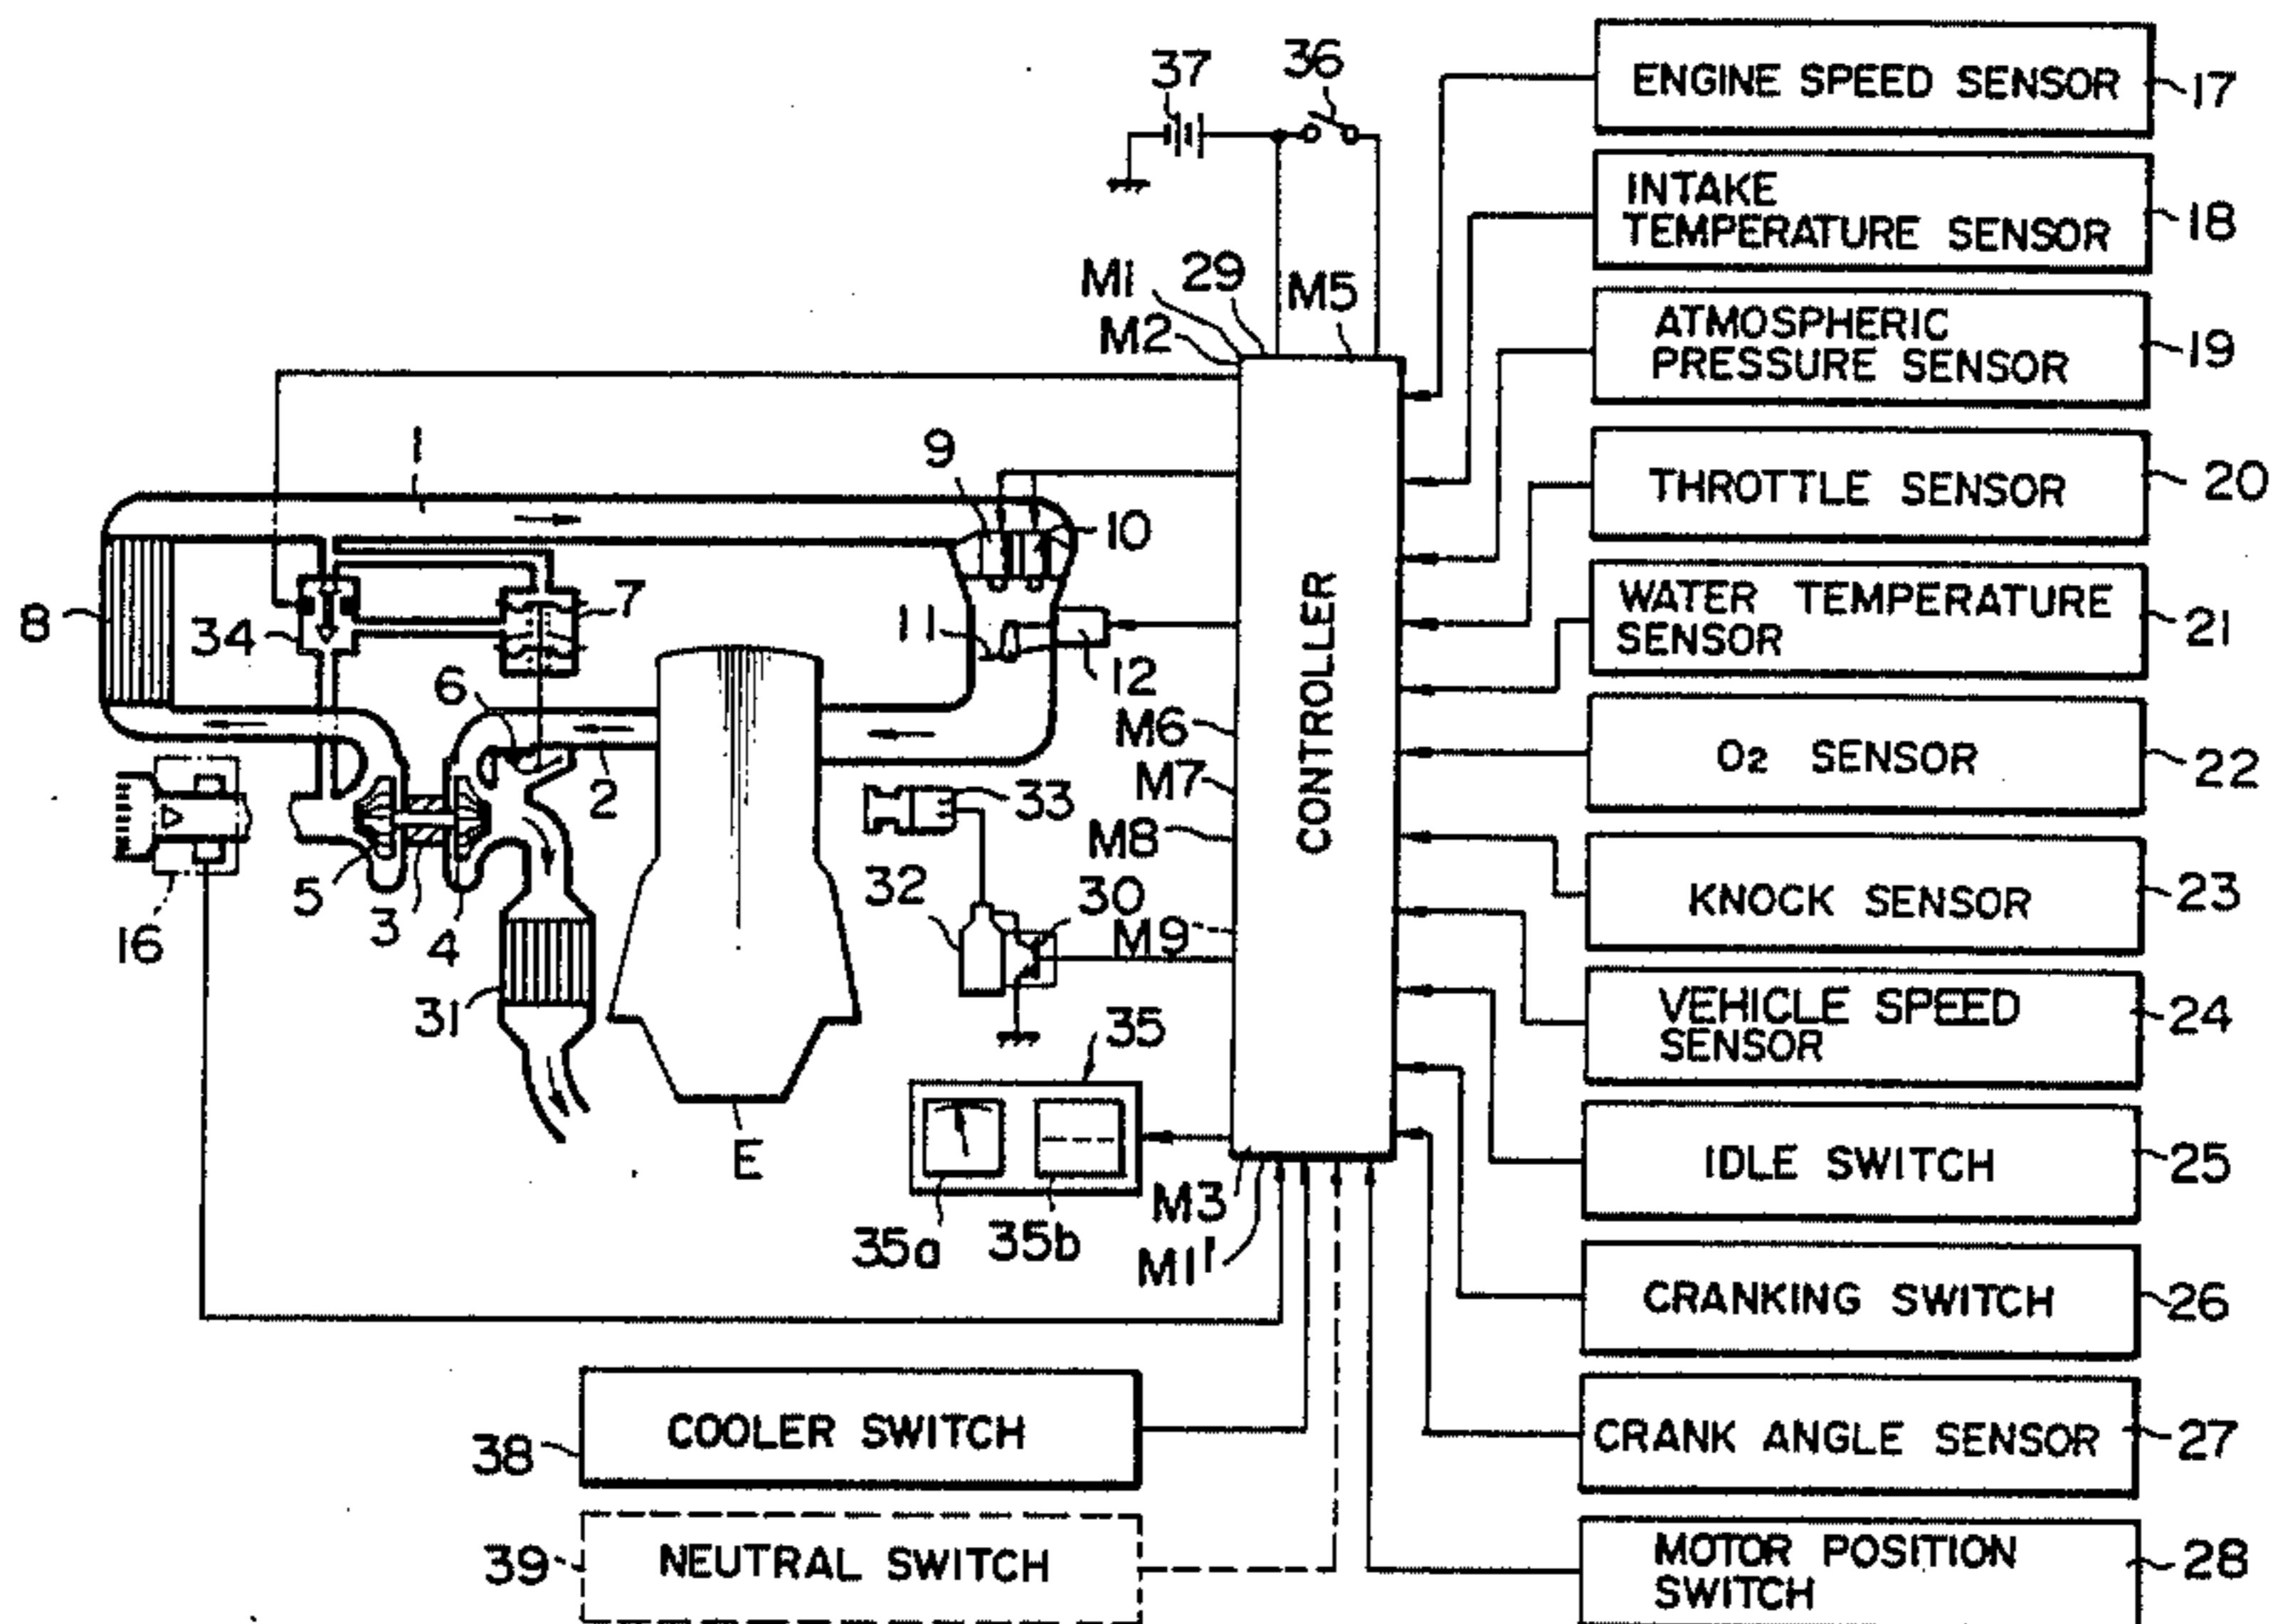 37
36
ENGINE SPEED SENSOR
17
INTAKE
TEMPERATURE SENSOR
18
M1
29
M5
M2
ATMOSPHERIC
PRESSURE SENSOR
19
1
9
10
THROTTLE SENSOR
20
8
34
7
11
12
WATER TEMPERATURE
SENSOR
21
6
2
M6
M7
M8
M9
CONTROLLER
O2 SENSOR
22
33
32
30
KNOCK SENSOR
23
16
5
3
4
31
E
VEHICLE SPEED
SENSOR
24
35
35a
35b
M3
M1'
IDLE SWITCH
25
CRANKING SWITCH
26
38
COOLER SWITCH
CRANK ANGLE SENSOR
27
39
NEUTRAL SWITCH
MOTOR POSITION
SWITCH
28